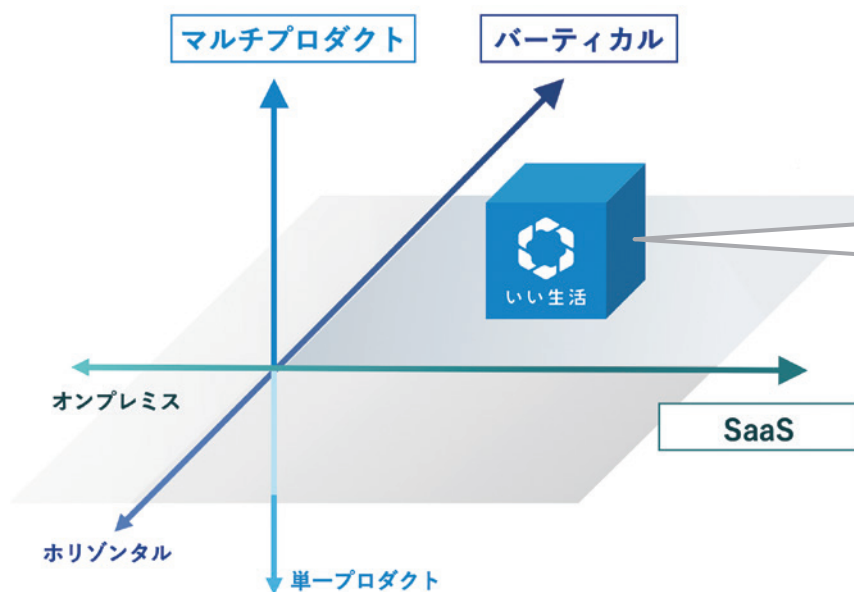 マルチプロダクト
バーティカル
いい生活
オンプレミス
SaaS
ホリゾンタル
単一プロダクト